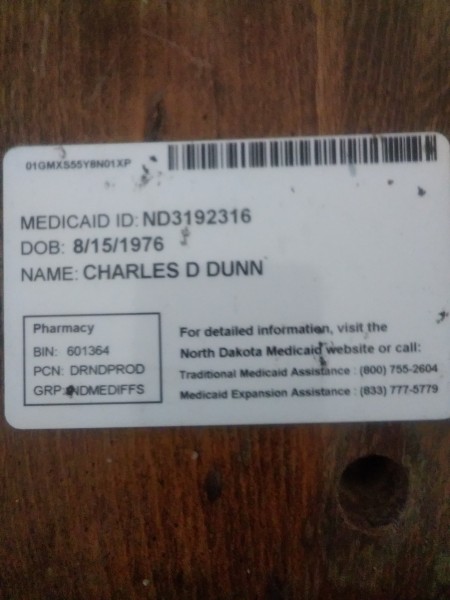 01GMXS55Y8N01XP
MEDICAID ID: ND3192316
DOB: 8/15/1976
NAME: CHARLES D DUNN
Pharmacy
BIN: 601364
PCN: DRNDPROD
GRP: NDMEDIFFS
For detailed information, visit the
North Dakota Medicaid website or call:
Traditional Medicaid Assistance : (800) 755-2604
Medicaid Expansion Assistance : (833) 777-5779